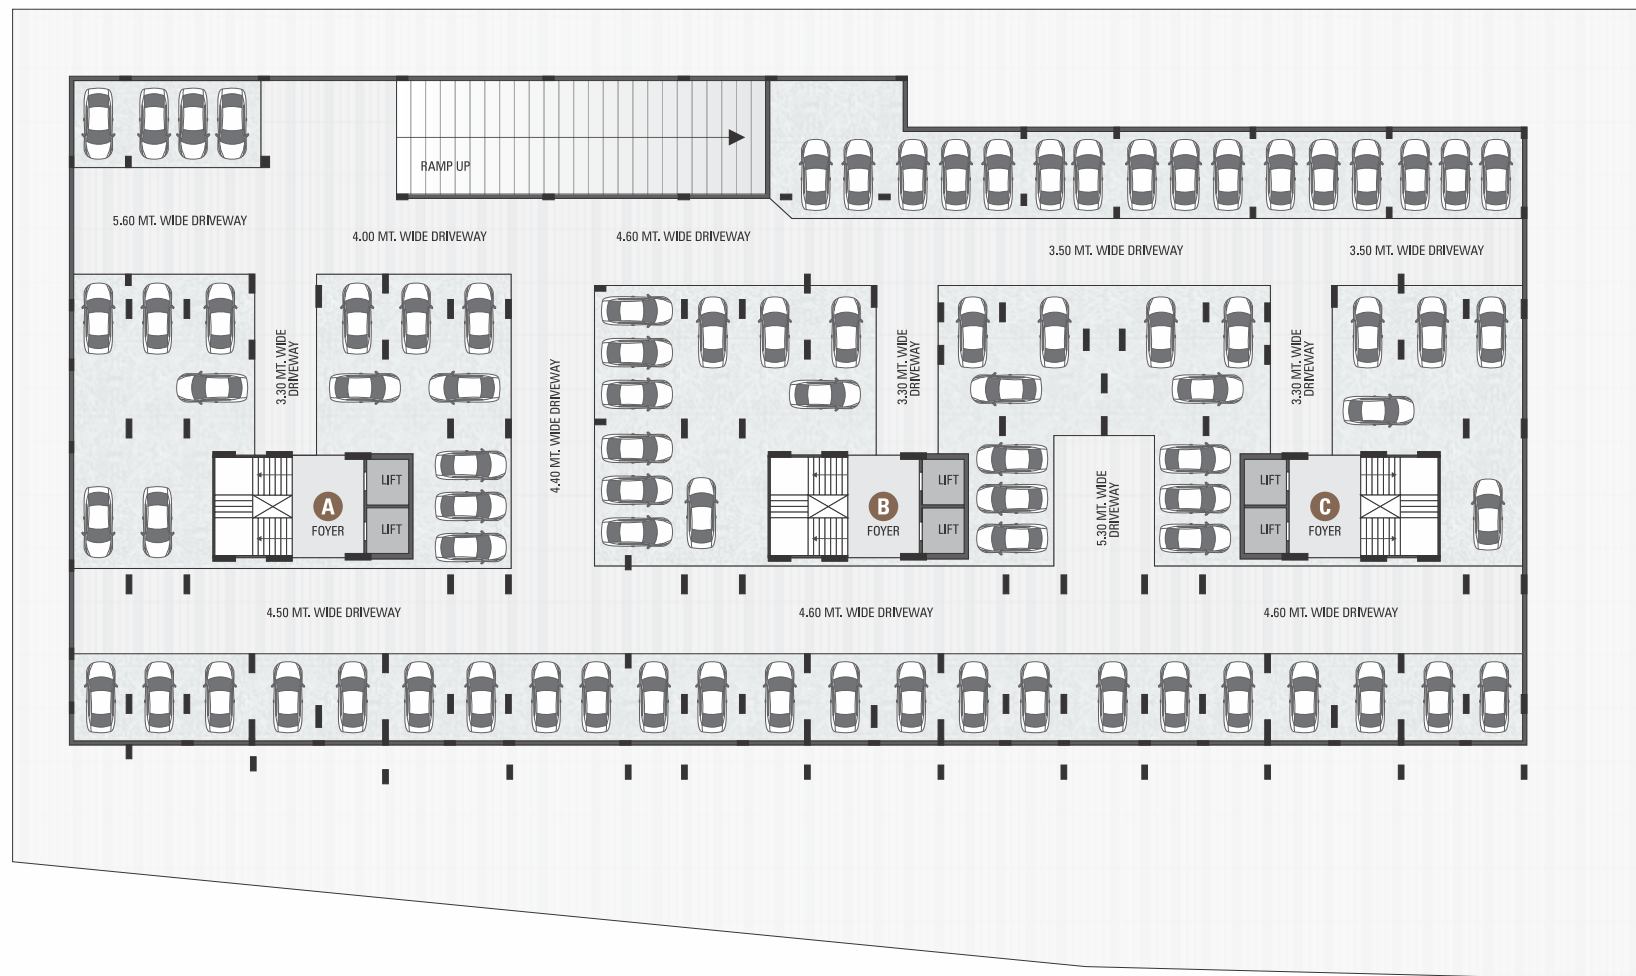 RAMP UP
5.60 MT. WIDE DRIVEWAY
4.00 MT. WIDE DRIVEWAY
4.60 MT. WIDE DRIVEWAY
3.50 MT. WIDE DRIVEWAY
3.50 MT. WIDE DRIVEWAY
3.30 MT. WIDE
DRIVEWAY
4.40 MT. WIDE DRIVEWAY
3.30 MT. WIDE
DRIVEWAY
3.30 MT. WIDE
DRIVEWAY
A
FOYER
LIFT
LIFT
B
FOYER
LIFT
LIFT
5.30 MT. WIDE
DRIVEWAY
LIFT
LIFT
C
FOYER
4.50 MT. WIDE DRIVEWAY
4.60 MT. WIDE DRIVEWAY
4.60 MT. WIDE DRIVEWAY